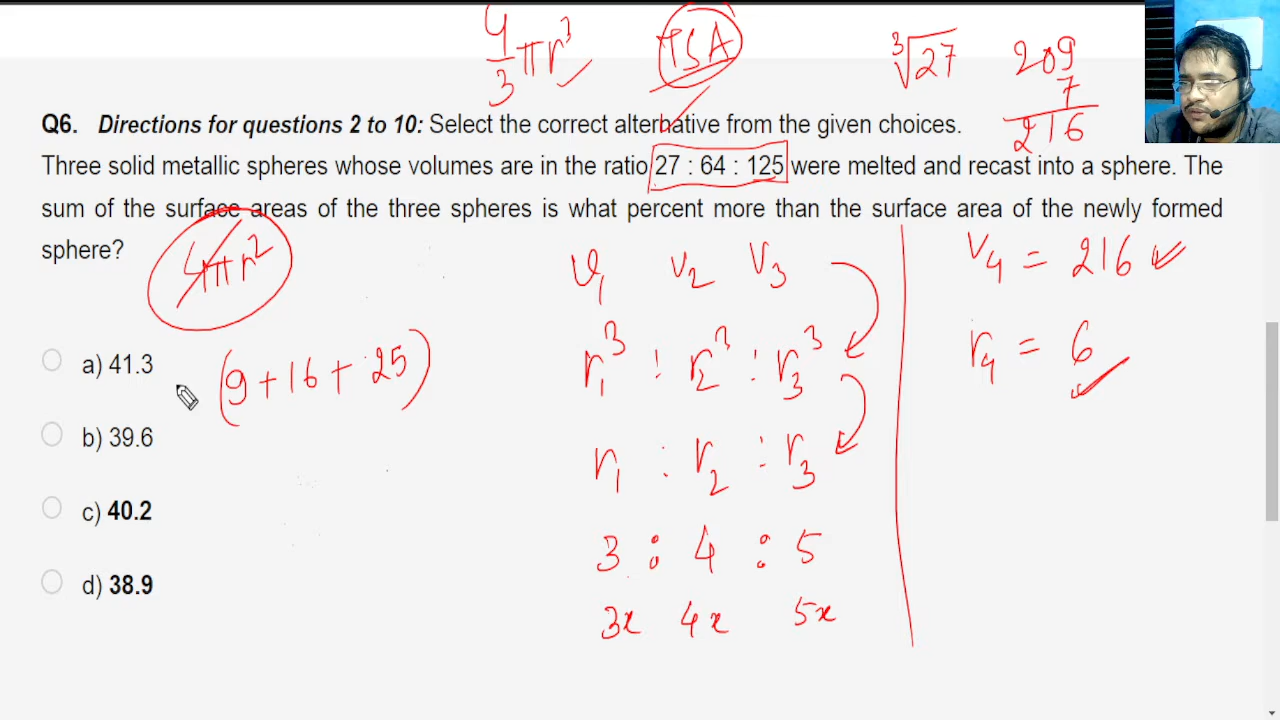 4/3 πr³ TSA ³√27 209
7
216
Q6. Directions for questions 2 to 10: Select the correct alternative from the given choices.
Three solid metallic spheres whose volumes are in the ratio 27 : 64 : 125 were melted and recast into a sphere. The
sum of the surface areas of the three spheres is what percent more than the surface area of the newly formed
sphere?
4πr² v₁ v₂ v₃ v₄ = 216
r₁³ : r₂³ : r₃³ r₄ = 6
a) 41.3 (9+16+25)
b) 39.6 r₁ : r₂ : r₃
c) 40.2
3 : 4 : 5
d) 38.9
3x 4x 5x